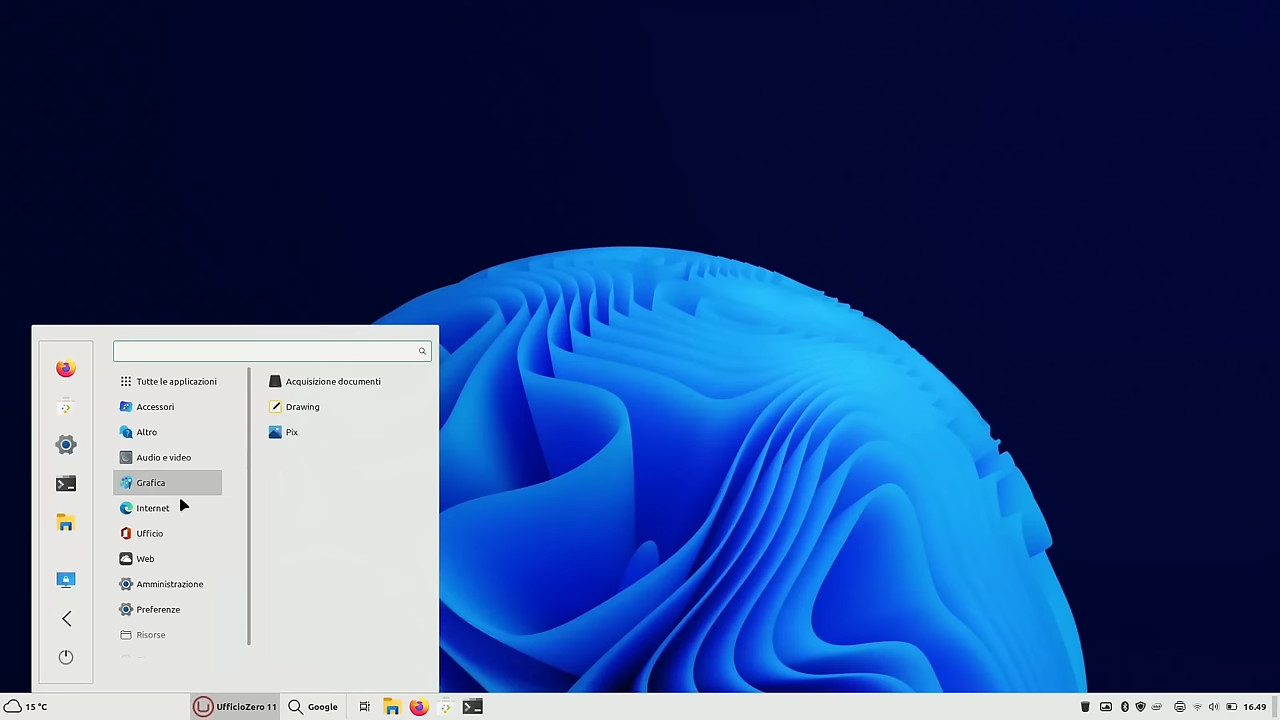 Tutte le applicazioni
Accessori
Altro
Audio e video
Grafica
Internet
Ufficio
Web
Amministrazione
Preferenze
Risorse
Acquisizione documenti
Drawing
Pix
15 °C
UfficioZero 11
Google
16.49